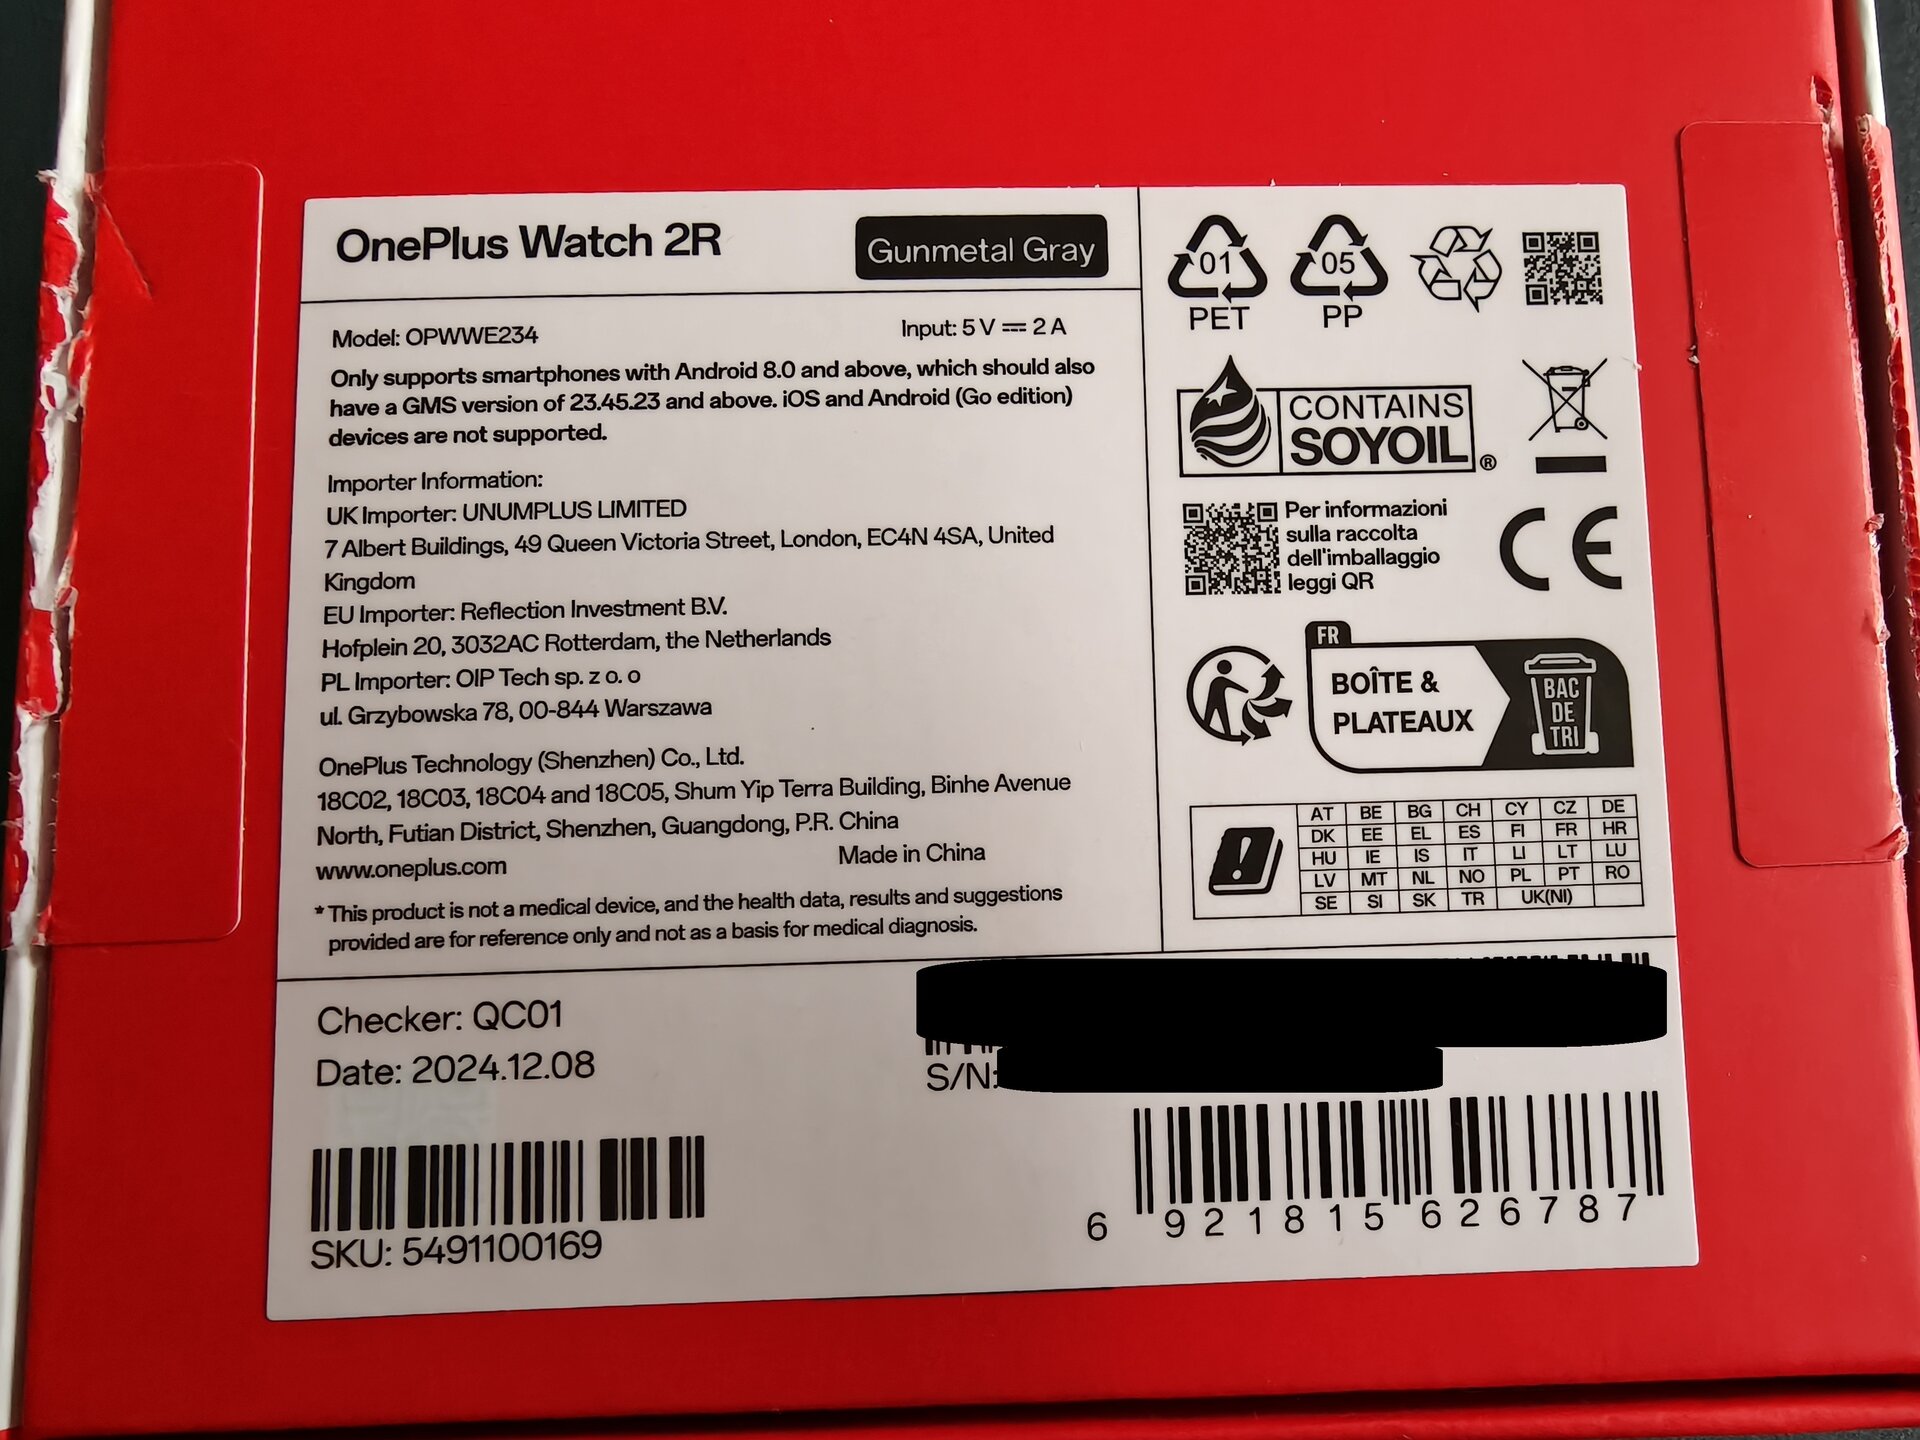 OnePlus Watch 2R
Gunmetal Gray
Model: OPWWE234
Input: 5 V ⎓ 2 A
Only supports smartphones with Android 8.0 and above, which should also
have a GMS version of 23.45.23 and above. iOS and Android (Go edition)
devices are not supported.
Importer Information:
UK Importer: UNUMPLUS LIMITED
7 Albert Buildings, 49 Queen Victoria Street, London, EC4N 4SA, United
Kingdom
EU Importer: Reflection Investment B.V.
Hofplein 20, 3032AC Rotterdam, the Netherlands
PL Importer: OIP Tech sp. z o. o
ul. Grzybowska 78, 00-844 Warszawa
OnePlus Technology (Shenzhen) Co., Ltd.
18C02, 18C03, 18C04 and 18C05, Shum Yip Terra Building, Binhe Avenue
North, Futian District, Shenzhen, Guangdong, P.R. China
www.oneplus.com
Made in China
* This product is not a medical device, and the health data, results and suggestions
provided are for reference only and not as a basis for medical diagnosis.
01
PET
05
PP
CONTAINS
SOYOIL®
Per informazioni
sulla raccolta
dell'imballaggio
leggi QR
CE
FR
BOÎTE &
PLATEAUX
BAC
DE
TRI
AT BE BG CH CY CZ DE
DK EE EL ES FI FR HR
HU IE IS IT LI LT LU
LV MT NL NO PL PT RO
SE SI SK TR UK(NI)
Checker: QC01
Date: 2024.12.08
S/N:
SKU: 5491100169
6 921815 626787